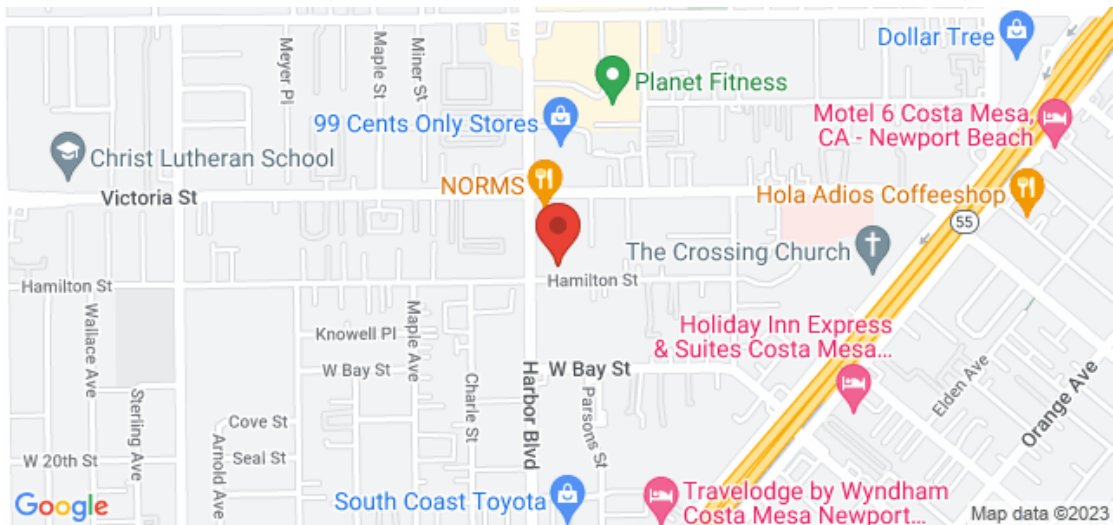 Dollar Tree
Meyer Pl
Maple St
Miner St
Planet Fitness
99 Cents Only Stores
Motel 6 Costa Mesa,
CA - Newport Beach
Christ Lutheran School
NORMS
Victoria St
Hola Adios Coffeeshop
55
The Crossing Church
Hamilton St
Hamilton St
Wallace Ave
Maple Ave
Knowell Pl
Holiday Inn Express
& Suites Costa Mesa...
W Bay St
W Bay St
Harbor Blvd
Charle St
Parsons St
Elden Ave
Orange Ave
Sterling Ave
Cove St
Arnold Ave
Seal St
W 20th St
South Coast Toyota
Travelodge by Wyndham
Costa Mesa Newport...
Google
Map data ©2023